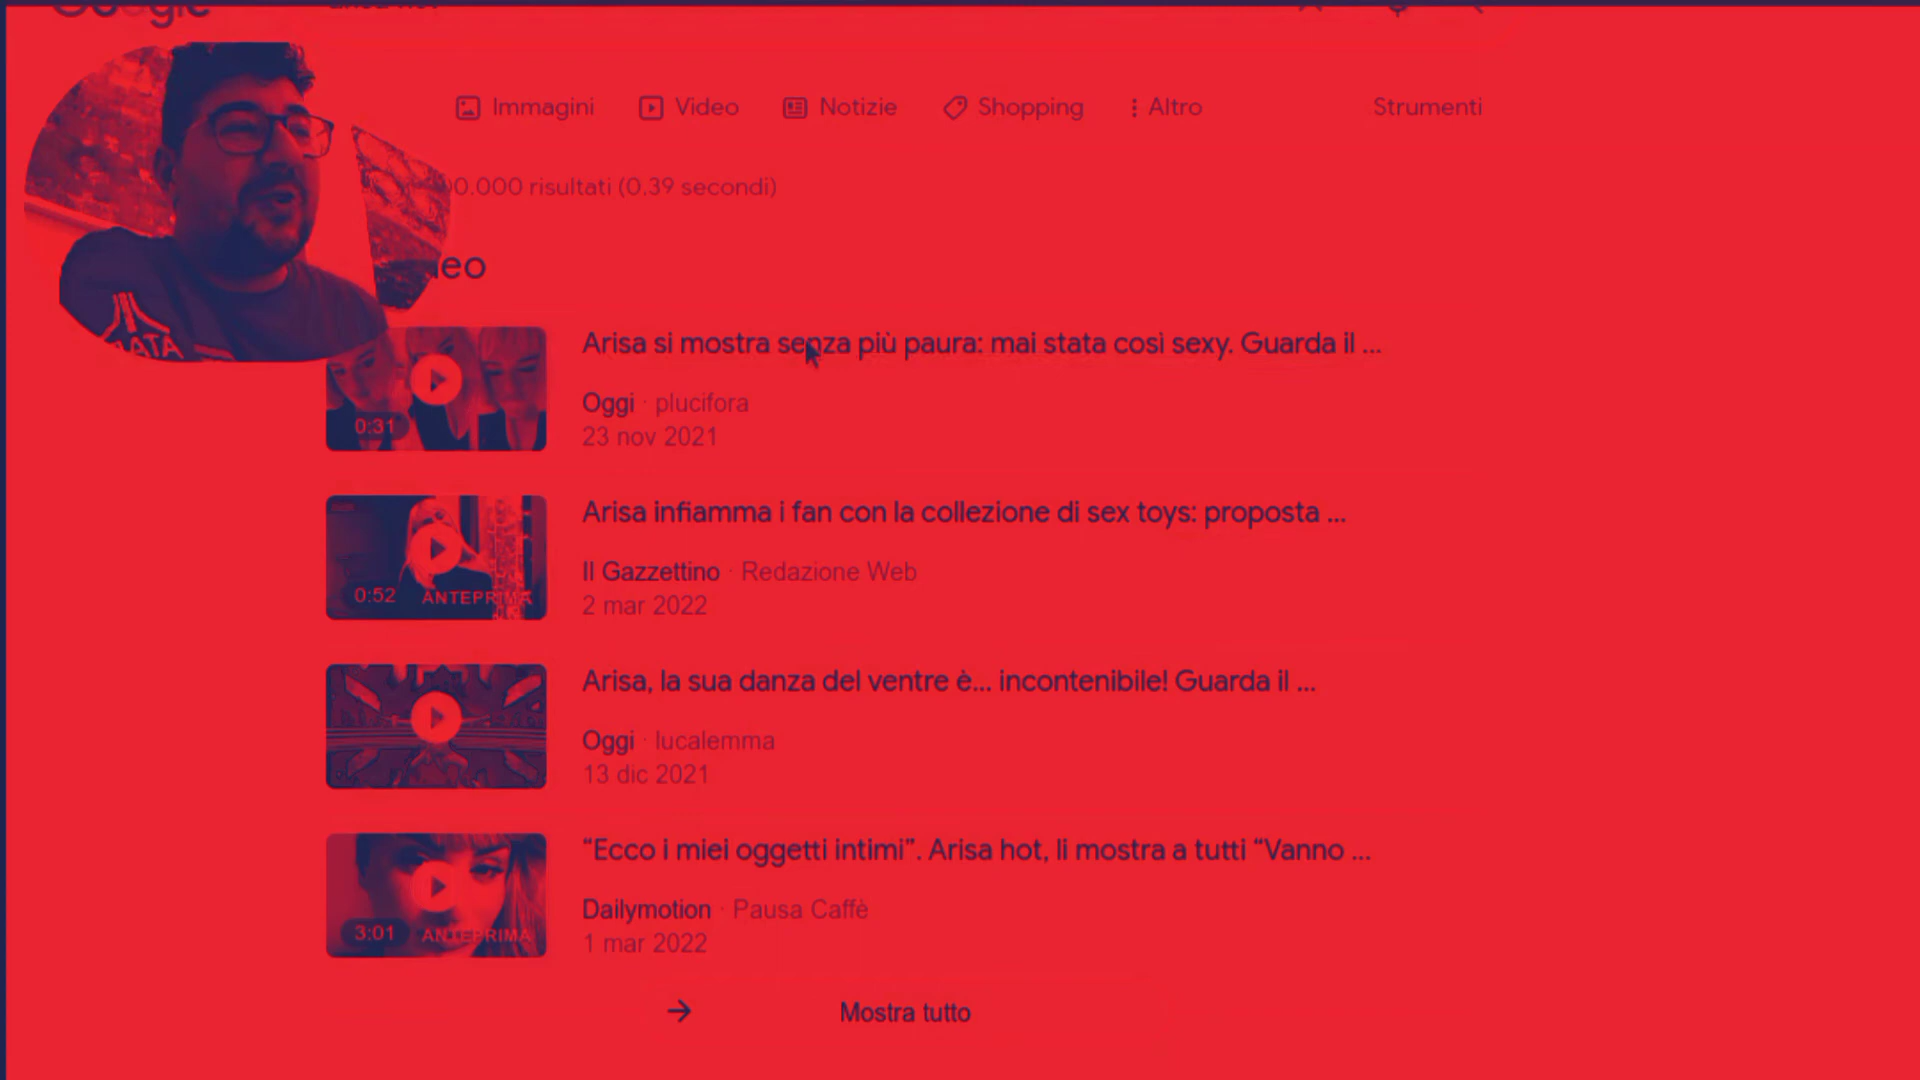 Google
Immagini Video Notizie Shopping Altro Strumenti
00.000 risultati (0,39 secondi)
eo
Arisa si mostra senza più paura: mai stata così sexy. Guarda il ...
Oggi · plucifora
23 nov 2021
0:31
Arisa infiamma i fan con la collezione di sex toys: proposta ...
Il Gazzettino · Redazione Web
2 mar 2022
0:52 ANTEPRIMA
Arisa, la sua danza del ventre è... incontenibile! Guarda il ...
Oggi · lucalemma
13 dic 2021
“Ecco i miei oggetti intimi”. Arisa hot, li mostra a tutti “Vanno ...
Dailymotion · Pausa Caffè
1 mar 2022
3:01 ANTEPRIMA
Mostra tutto